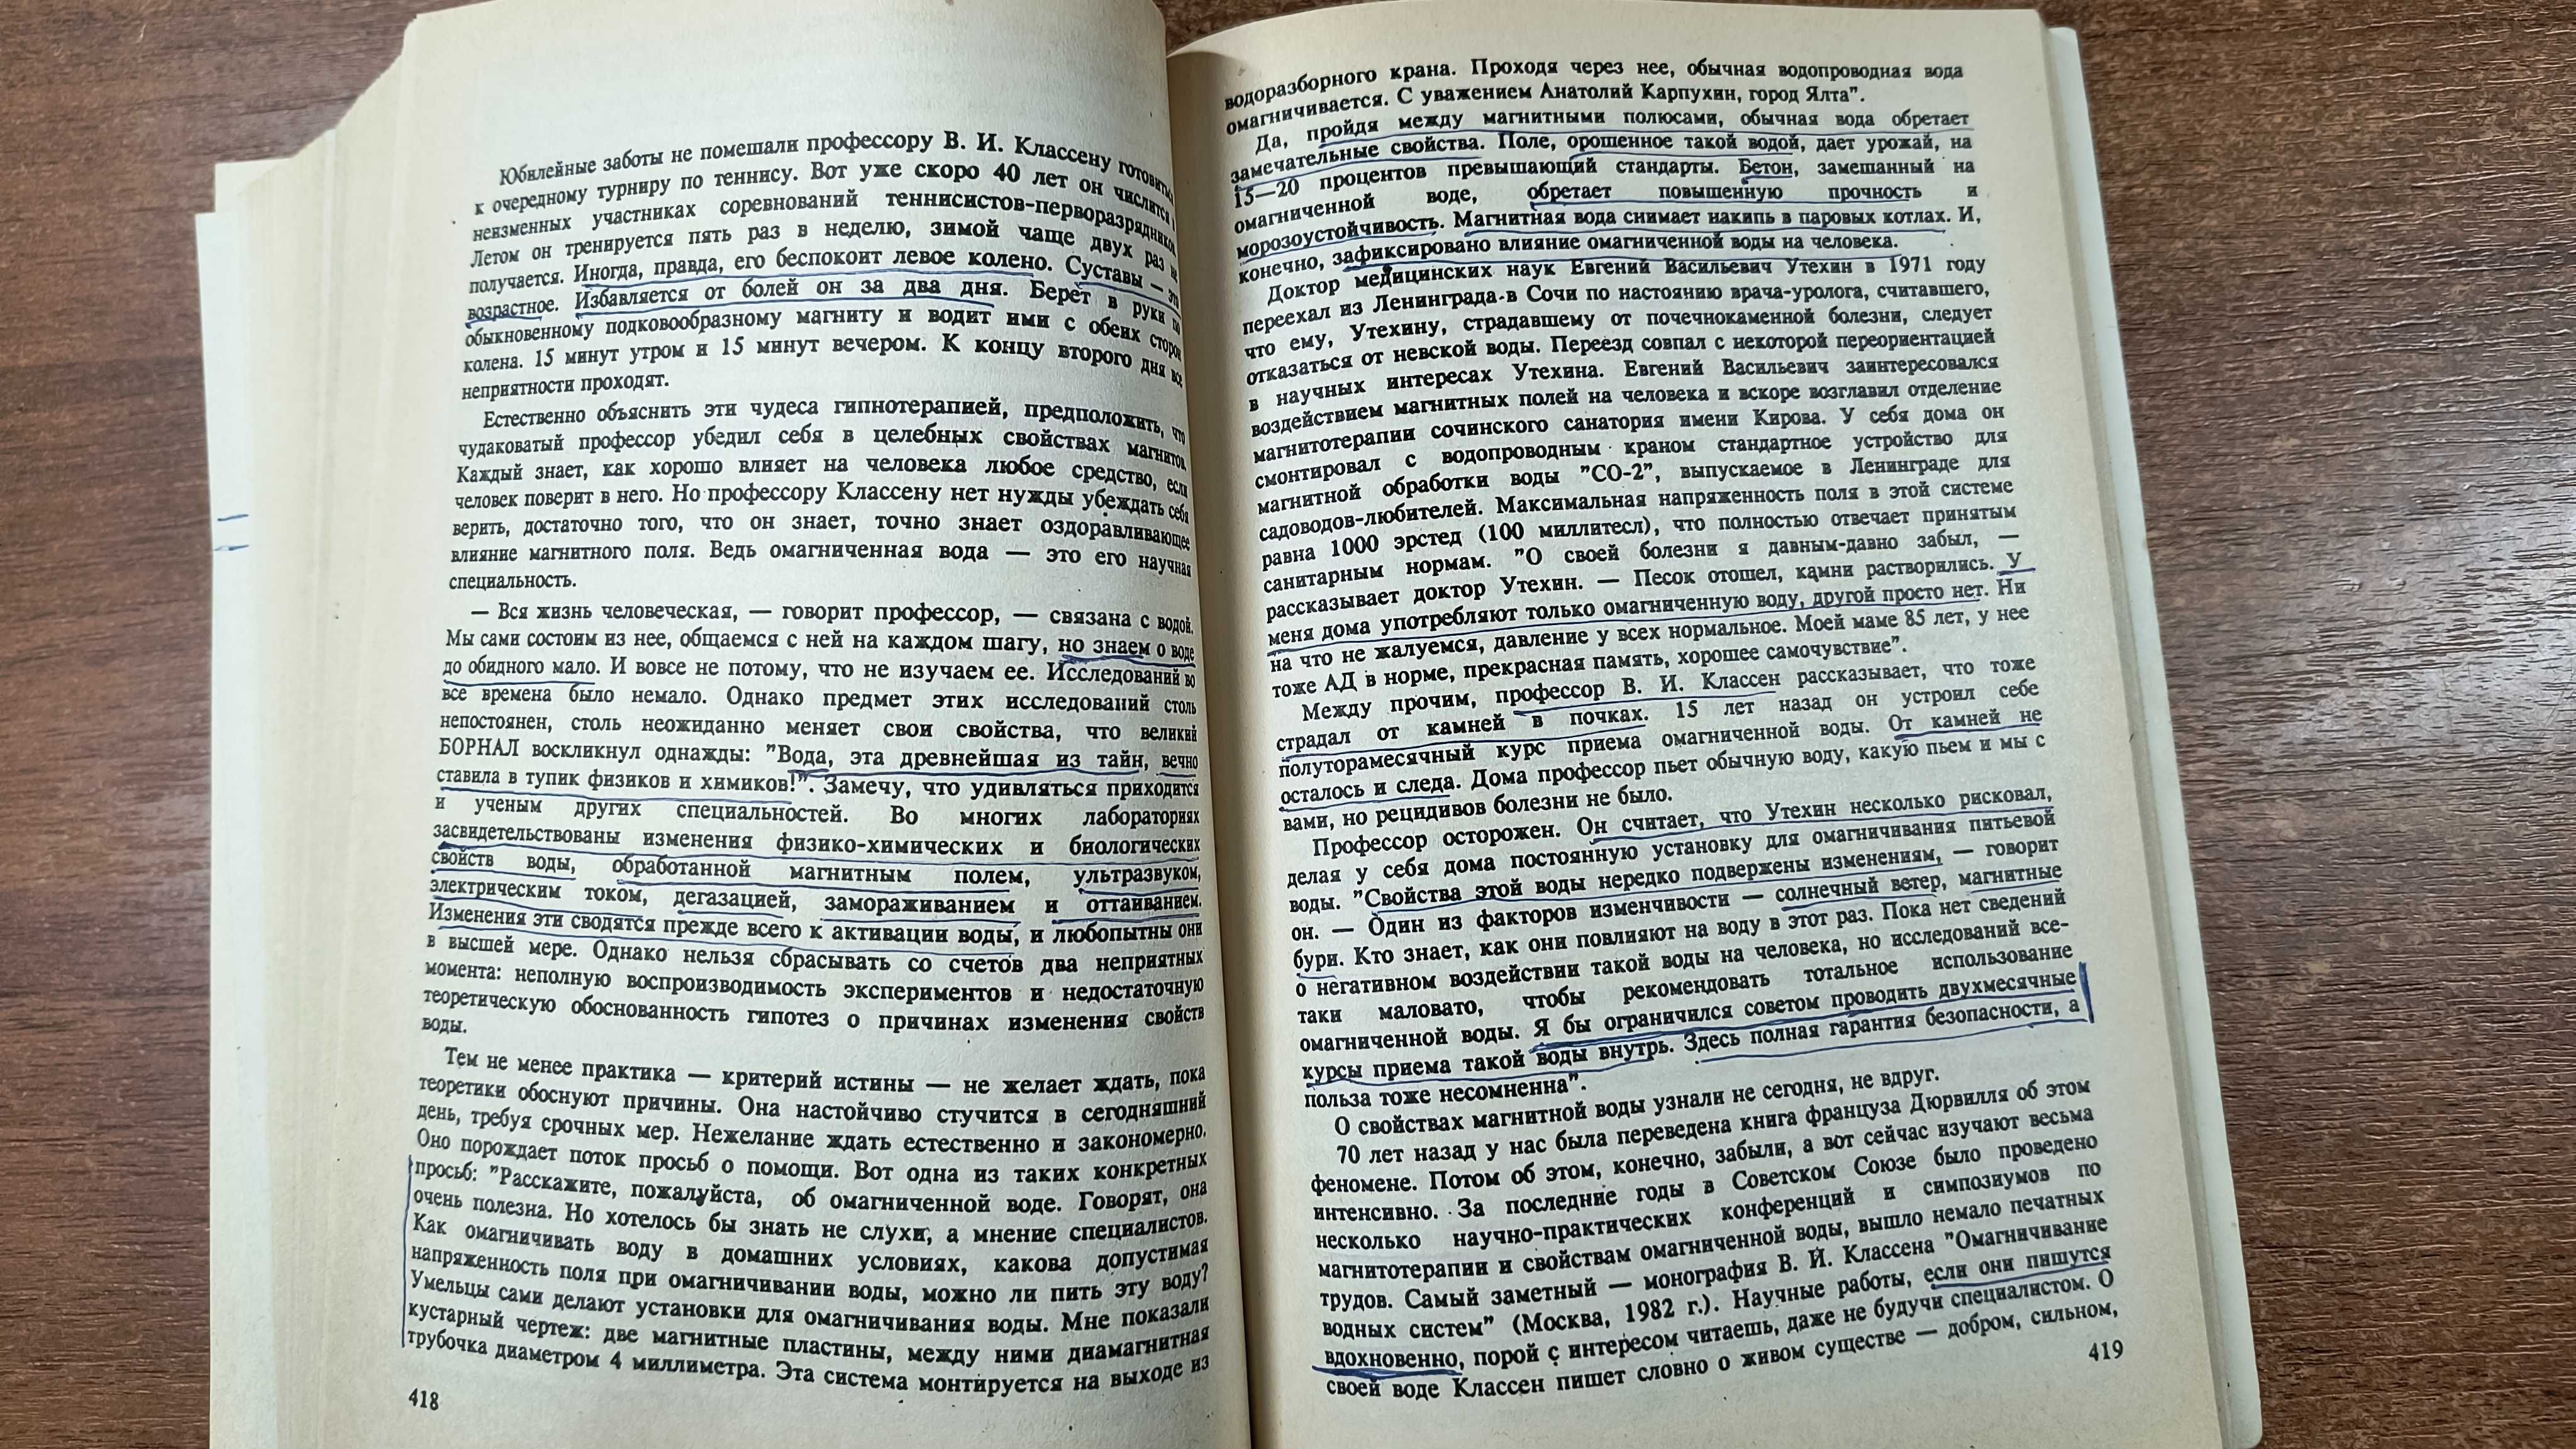 Юбилейные заботы не помешали профессору В. И. Классену готовиться
к очередному турниру по теннису. Вот уже скоро 40 лет он числится в
неизменных участниках соревнований теннисистов-перворазрядников.
Летом он тренируется пять раз в неделю, зимой чаще двух раз не
получается. Иногда, правда, его беспокоит левое колено. Суставы — это
возрастное. Избавляется от болей он за два дня. Берет в руки по
обыкновенному подковообразному магниту и водит ими с обеих сторон
колена. 15 минут утром и 15 минут вечером. К концу второго дня все
неприятности проходят.
Естественно объяснить эти чудеса гипнотерапией, предположить, что
чудаковатый профессор убедил себя в целебных свойствах магнитов.
Каждый знает, как хорошо влияет на человека любое средство, если
человек поверит в него. Но профессору Классену нет нужды убеждать себя
верить, достаточно того, что он знает, точно знает оздоравливающее
влияние магнитного поля. Ведь омагниченная вода — это его научная
специальность.
— Вся жизнь человеческая, — говорит профессор, — связана с водой.
Мы сами состоим из нее, общаемся с ней на каждом шагу, но знаем о воде
до обидного мало. И вовсе не потому, что не изучаем ее. Исследований во
все времена было немало. Однако предмет этих исследований столь
непостоянен, столь неожиданно меняет свои свойства, что великий
БОРНАЛ воскликнул однажды: "Вода, эта древнейшая из тайн, вечно
ставила в тупик физиков и химиков!". Замечу, что удивляться приходится
и ученым других специальностей. Во многих лабораториях
засвидетельствованы изменения физико-химических и биологических
свойств воды, обработанной магнитным полем, ультразвуком,
электрическим током, дегазацией, замораживанием и оттаиванием.
Изменения эти сводятся прежде всего к активации воды, и любопытны они
в высшей мере. Однако нельзя сбрасывать со счетов два неприятных
момента: неполную воспроизводимость экспериментов и недостаточную
теоретическую обоснованность гипотез о причинах изменения свойств
воды.
Тем не менее практика — критерий истины — не желает ждать, пока
теоретики обоснуют причины. Она настойчиво стучится в сегодняшний
день, требуя срочных мер. Нежелание ждать естественно и закономерно.
Оно порождает поток просьб о помощи. Вот одна из таких конкретных
просьб: "Расскажите, пожалуйста, об омагниченной воде. Говорят, она
очень полезна. Но хотелось бы знать не слухи, а мнение специалистов.
Как омагничивать воду в домашних условиях, какова допустимая
напряженность поля при омагничивании воды, можно ли пить эту воду?
Умельцы сами делают установки для омагничивания воды. Мне показали
кустарный чертеж: две магнитные пластины, между ними диамагнитная
трубочка диаметром 4 миллиметра. Эта система монтируется на выходе из
418
водоразборного крана. Проходя через нее, обычная водопроводная вода
омагничивается. С уважением Анатолий Карпухин, город Ялта".
Да, пройдя между магнитными полюсами, обычная вода обретает
замечательные свойства. Поле, орошенное такой водой, дает урожай, на
15—20 процентов превышающий стандарты. Бетон, замешанный на
омагниченной воде, обретает повышенную прочность и
морозоустойчивость. Магнитная вода снимает накипь в паровых котлах. И,
конечно, зафиксировано влияние омагниченной воды на человека.
Доктор медицинских наук Евгений Васильевич Утехин в 1971 году
переехал из Ленинграда в Сочи по настоянию врача-уролога, считавшего,
что ему, Утехину, страдавшему от почечнокаменной болезни, следует
отказаться от невской воды. Переезд совпал с некоторой переориентацией
в научных интересах Утехина. Евгений Васильевич заинтересовался
воздействием магнитных полей на человека и вскоре возглавил отделение
магнитотерапии сочинского санатория имени Кирова. У себя дома он
смонтировал с водопроводным краном стандартное устройство для
магнитной обработки воды "СО-2", выпускаемое в Ленинграде для
садоводов-любителей. Максимальная напряженность поля в этой системе
равна 1000 эрстед (100 миллитесл), что полностью отвечает принятым
санитарным нормам. "О своей болезни я давным-давно забыл, —
рассказывает доктор Утехин. — Песок отошел, камни растворились. У
меня дома употребляют только омагниченную воду, другой просто нет. Ни
на что не жалуемся, давление у всех нормальное. Моей маме 85 лет, у нее
тоже АД в норме, прекрасная память, хорошее самочувствие".
Между прочим, профессор В. И. Классен рассказывает, что тоже
страдал от камней в почках. 15 лет назад он устроил себе
полуторамесячный курс приема омагниченной воды. От камней не
осталось и следа. Дома профессор пьет обычную воду, какую пьем и мы с
вами, но рецидивов болезни не было.
Профессор осторожен. Он считает, что Утехин несколько рисковал,
делая у себя дома постоянную установку для омагничивания питьевой
воды. "Свойства этой воды нередко подвержены изменениям, — говорит
он. — Один из факторов изменчивости — солнечный ветер, магнитные
бури. Кто знает, как они повлияют на воду в этот раз. Пока нет сведений
о негативном воздействии такой воды на человека, но исследований все-
таки маловато, чтобы рекомендовать тотальное использование
омагниченной воды. Я бы ограничился советом проводить двухмесячные
курсы приема такой воды внутрь. Здесь полная гарантия безопасности, а
польза тоже несомненна".
О свойствах магнитной воды узнали не сегодня, не вдруг.
70 лет назад у нас была переведена книга француза Дюрвилля об этом
феномене. Потом об этом, конечно, забыли, а вот сейчас изучают весьма
интенсивно. За последние годы в Советском Союзе было проведено
несколько научно-практических конференций и симпозиумов по
магнитотерапии и свойствам омагниченной воды, вышло немало печатных
трудов. Самый заметный — монография В. И. Классена "Омагничивание
водных систем" (Москва, 1982 г.). Научные работы, если они пишутся
вдохновенно, порой с интересом читаешь, даже не будучи специалистом. О
своей воде Классен пишет словно о живом существе — добром, сильном,
419